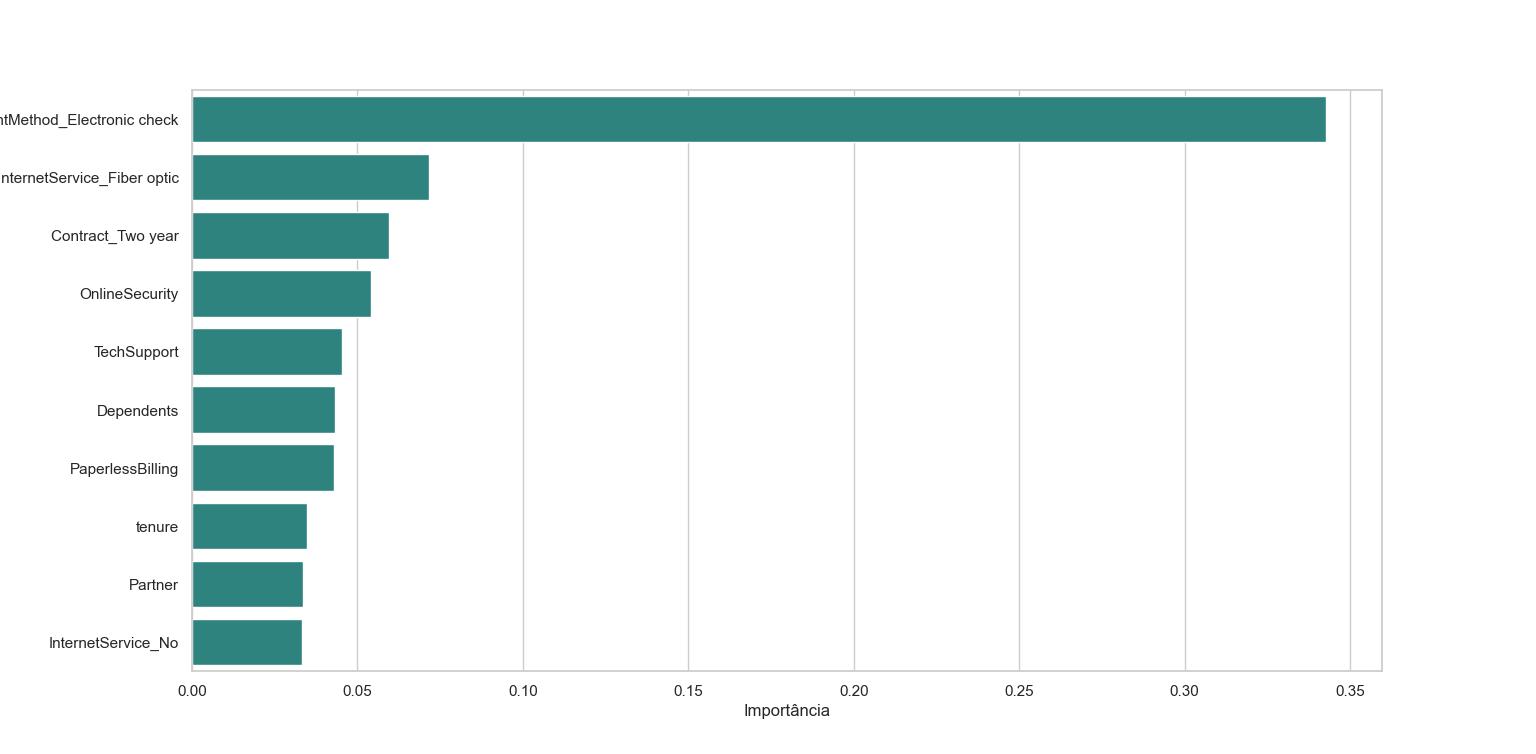 ntMethod_Electronic check
nternetService_Fiber optic
Contract_Two year
OnlineSecurity
TechSupport
Dependents
PaperlessBilling
tenure
Partner
InternetService_No
0.00 0.05 0.10 0.15 0.20 0.25 0.30 0.35
Importância